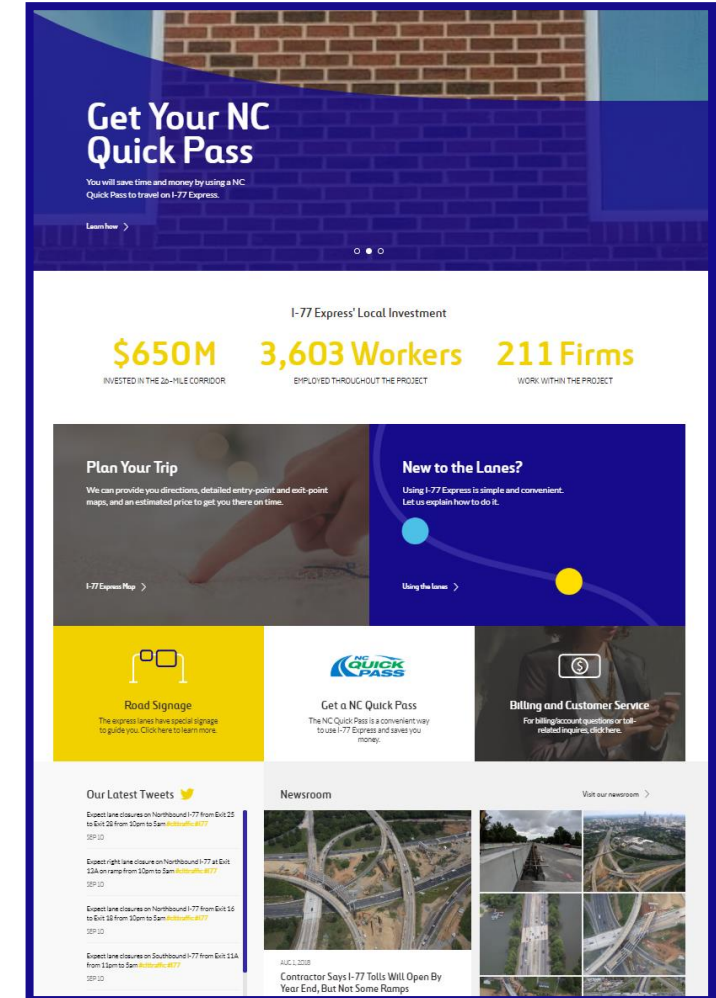 Get Your NC
Quick Pass
You will save time and money by using a NC
Quick Pass to travel on I-77 Express.
Learn how
I-77 Express' Local Investment
$650M
INVESTED IN THE 26-MILE CORRIDOR
3,603 Workers
EMPLOYED THROUGHOUT THE PROJECT
211 Firms
WORK WITHIN THE PROJECT
Plan Your Trip
We can provide you directions, detailed entry-point and exit-point
maps, and an estimated price to get you there on time.
I-77 Express Map
New to the Lanes?
Using I-77 Express is simple and convenient.
Let us explain how to do it.
Using the lanes
Road Signage
The express lanes have special signage
to guide you. Click here to learn more.
NC
QUICK
PASS
Get a NC Quick Pass
The NC Quick Pass is a convenient way
to use I-77 Express and saves you
money.
Billing and Customer Service
For billing/account questions or toll-
related inquires, click here.
Our Latest Tweets
Expect lane closures on Northbound I-77 from Exit 25
to Exit 28 from 10pm to 5am #clttraffic #I77
SEP 10
Expect right lane closure on Northbound I-77 at Exit
13A on ramp from 10pm to 5am #clttraffic #I77
SEP 10
Expect lane closures on Northbound I-77 from Exit 16
to Exit 18 from 10pm to 5am #clttraffic #I77
SEP 10
Expect lane closures on Southbound I-77 from Exit 11A
from 11pm to 5am #clttraffic #I77
SEP 10
Newsroom
Visit our newsroom
AUG 1, 2018
Contractor Says I-77 Tolls Will Open By
Year End, But Not Some Ramps